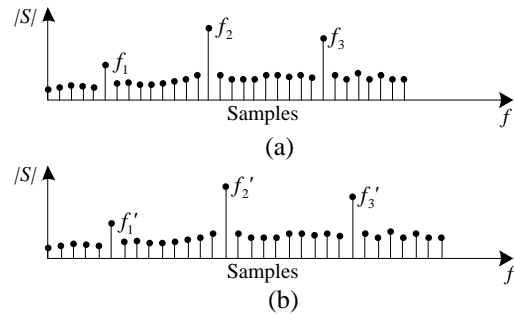 |S|
f₁
f₂
f₃
Samples
f
(a)
|S|
f₁'
f₂'
f₃'
Samples
f
(b)